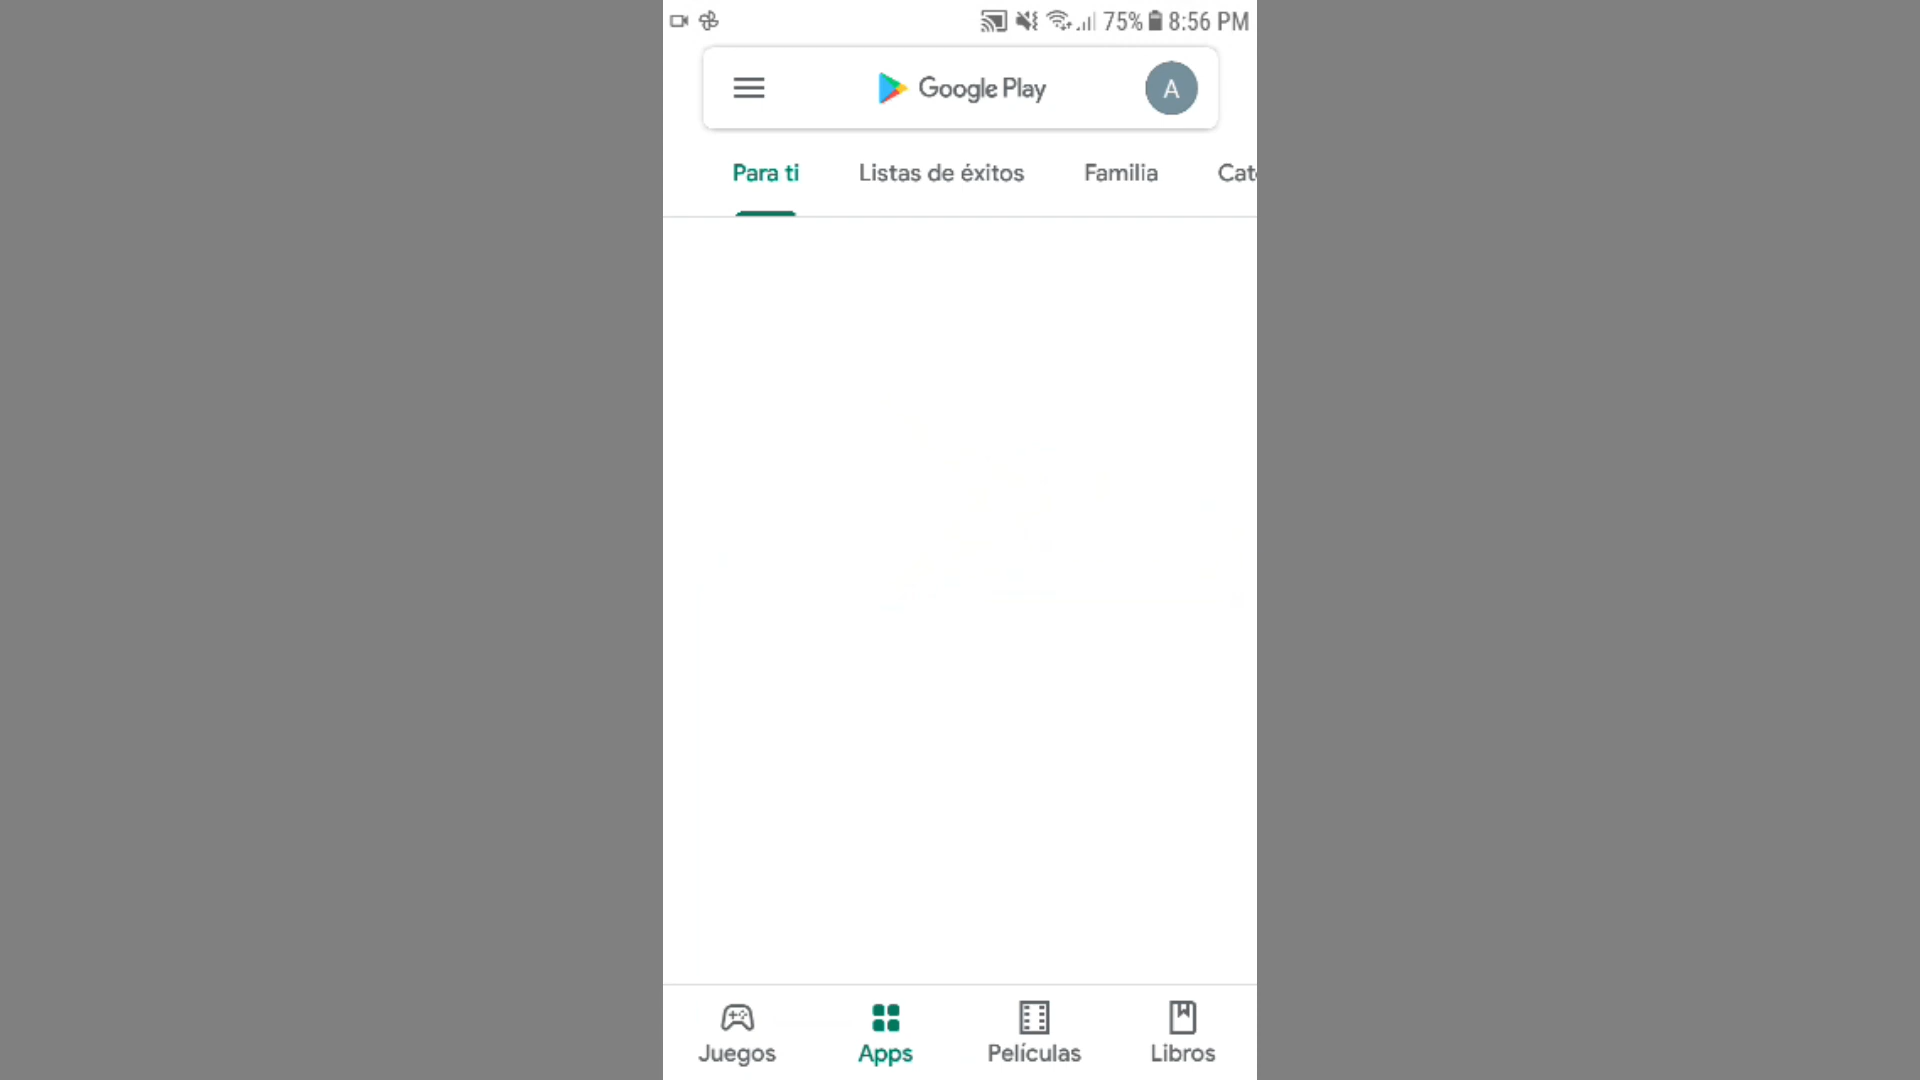 75% 8:56 PM
Google Play
A
Para ti
Listas de éxitos
Familia
Cat
Juegos
Apps
Películas
Libros